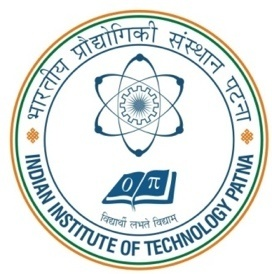 भारतीय प्रौद्योगिकी संस्थान पटना
0 π
विद्यार्थी लभते विद्याम्
INDIAN INSTITUTE OF TECHNOLOGY PATNA